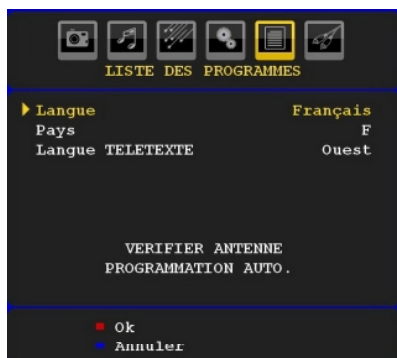 LISTE DES PROGRAMMES
Langue Français
Pays F
Langue TELETEXTE Ouest
VERIFIER ANTENNE
PROGRAMMATION AUTO.
Ok
Annuler